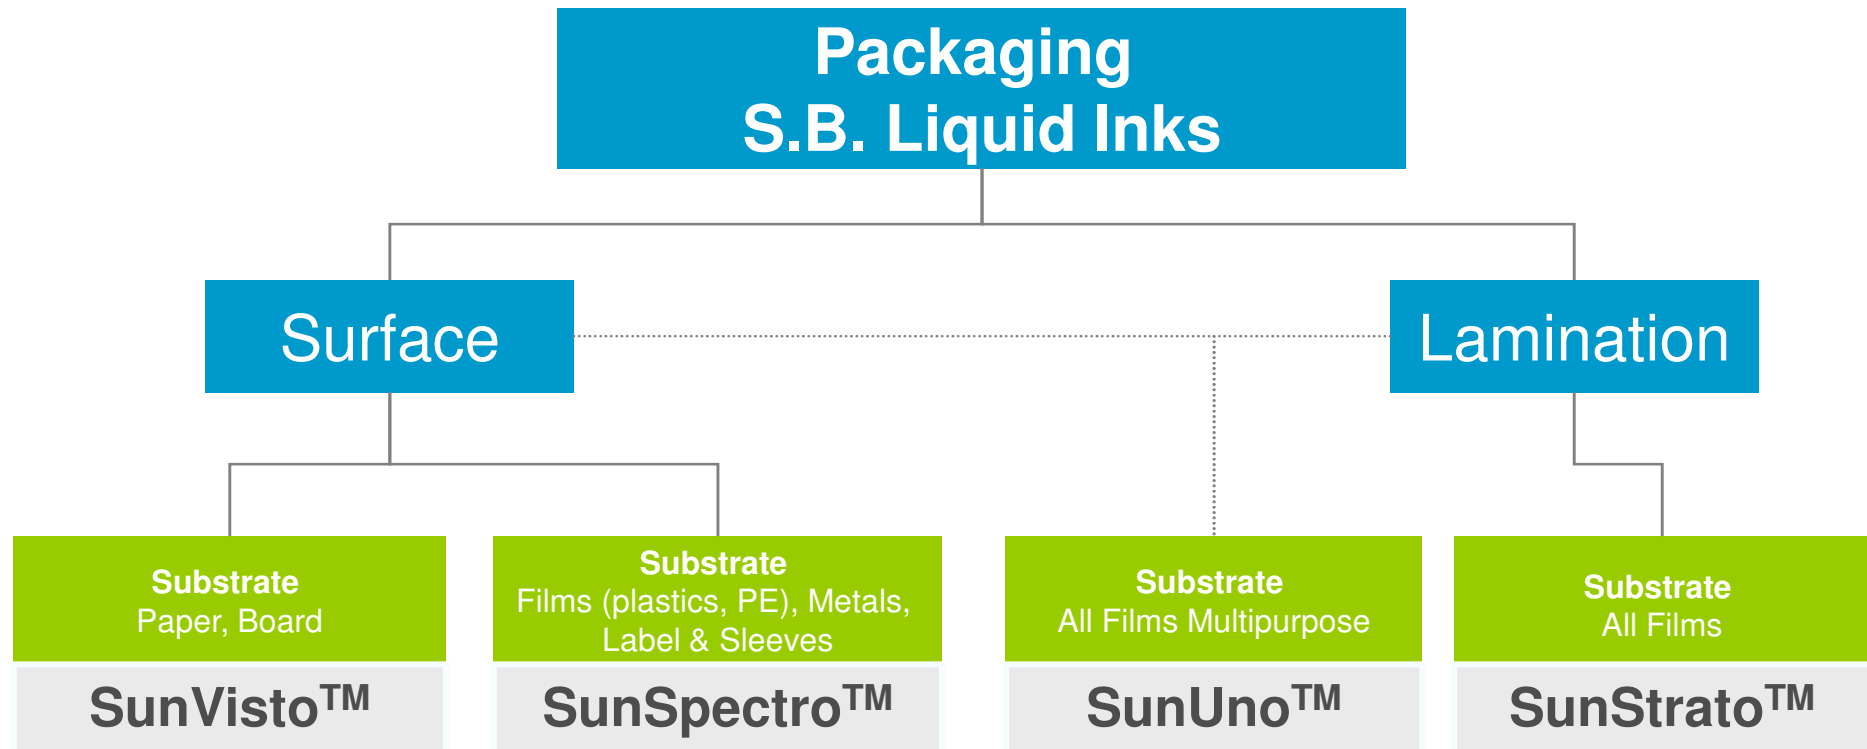 Packaging
S.B. Liquid Inks
Surface
Lamination
Substrate
Paper, Board
SunVisto™
Substrate
Films (plastics, PE), Metals,
Label & Sleeves
SunSpectro™
Substrate
All Films Multipurpose
SunUno™
Substrate
All Films
SunStrato™